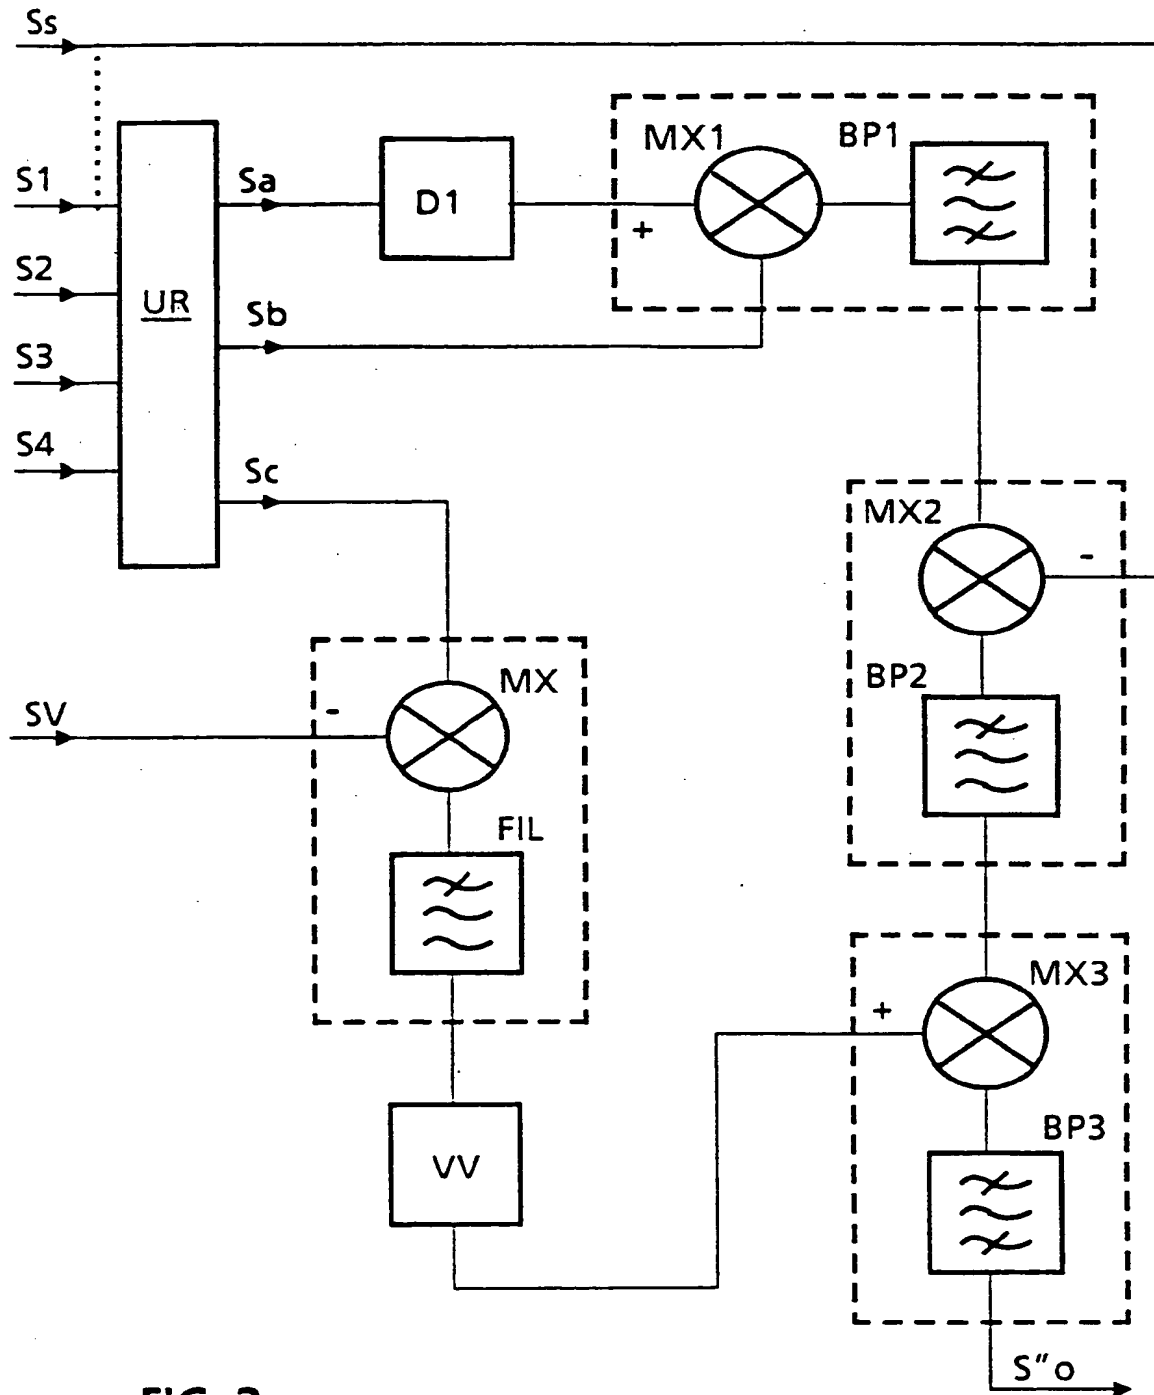 Ss
MX1
BP1
S1
Sa
D1
+
S2
UR
Sb
S3
S4
Sc
MX2
-
MX
BP2
SV
-
FIL
MX3
+
BP3
VV
S"o